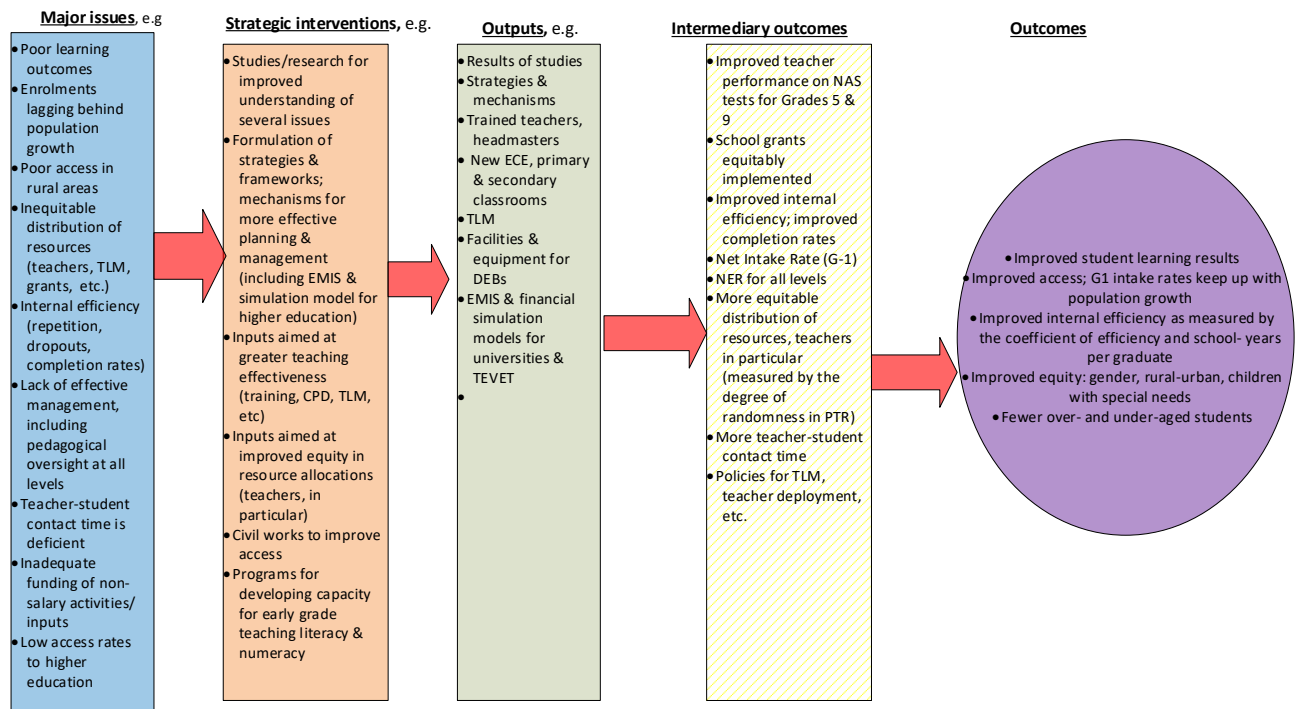 Major issues, e.g
• Poor learning
outcomes
• Enrolments
lagging behind
population
growth
• Poor access in
rural areas
• Inequitable
distribution of
resources
(teachers, TLM,
grants, etc.)
• Internal efficiency
(repetition,
dropouts,
completion rates)
• Lack of effective
management,
including
pedagogical
oversight at all
levels
• Teacher-student
contact time is
deficient
• Inadequate
funding of non-
salary activities/
inputs
• Low access rates
to higher
education
Strategic interventions, e.g.
• Studies/research for
improved
understanding of
several issues
• Formulation of
strategies &
frameworks;
mechanisms for
more effective
planning &
management
(including EMIS &
simulation model for
higher education)
• Inputs aimed at
greater teaching
effectiveness
(training, CPD, TLM,
etc)
• Inputs aimed at
improved equity in
resource allocations
(teachers, in
particular)
• Civil works to improve
access
• Programs for
developing capacity
for early grade
teaching literacy &
numeracy
Outputs, e.g.
• Results of studies
• Strategies &
mechanisms
• Trained teachers,
headmasters
• New ECE, primary
& secondary
classrooms
• TLM
• Facilities &
equipment for
DEBs
• EMIS & financial
simulation
models for
universities &
TEVET
•
Intermediary outcomes
• Improved teacher
performance on NAS
tests for Grades 5 &
9
• School grants
equitably
implemented
• Improved internal
efficiency; improved
completion rates
• Net Intake Rate (G-1)
• NER for all levels
• More equitable
distribution of
resources, teachers
in particular
(measured by the
degree of
randomness in PTR)
• More teacher-student
contact time
• Policies for TLM,
teacher deployment,
etc.
Outcomes
• Improved student learning results
• Improved access; G1 intake rates keep up with
population growth
• Improved internal efficiency as measured by
the coefficient of efficiency and school- years
per graduate
• Improved equity: gender, rural-urban, children
with special needs
• Fewer over- and under-aged students